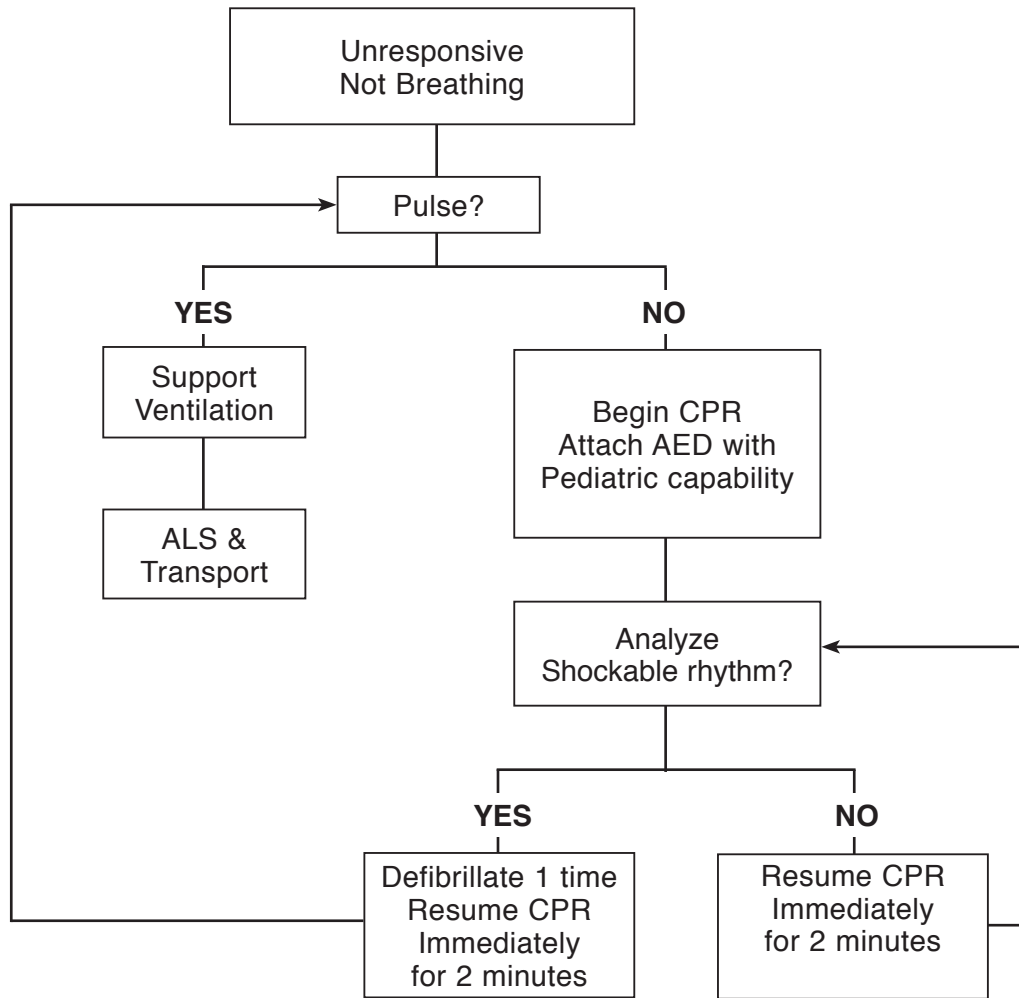 Unresponsive
Not Breathing
Pulse?
YES
NO
Support
Ventilation
Begin CPR
Attach AED with
Pediatric capability
ALS &
Transport
Analyze
Shockable rhythm?
YES
NO
Defibrillate 1 time
Resume CPR
Immediately
for 2 minutes
Resume CPR
Immediately
for 2 minutes